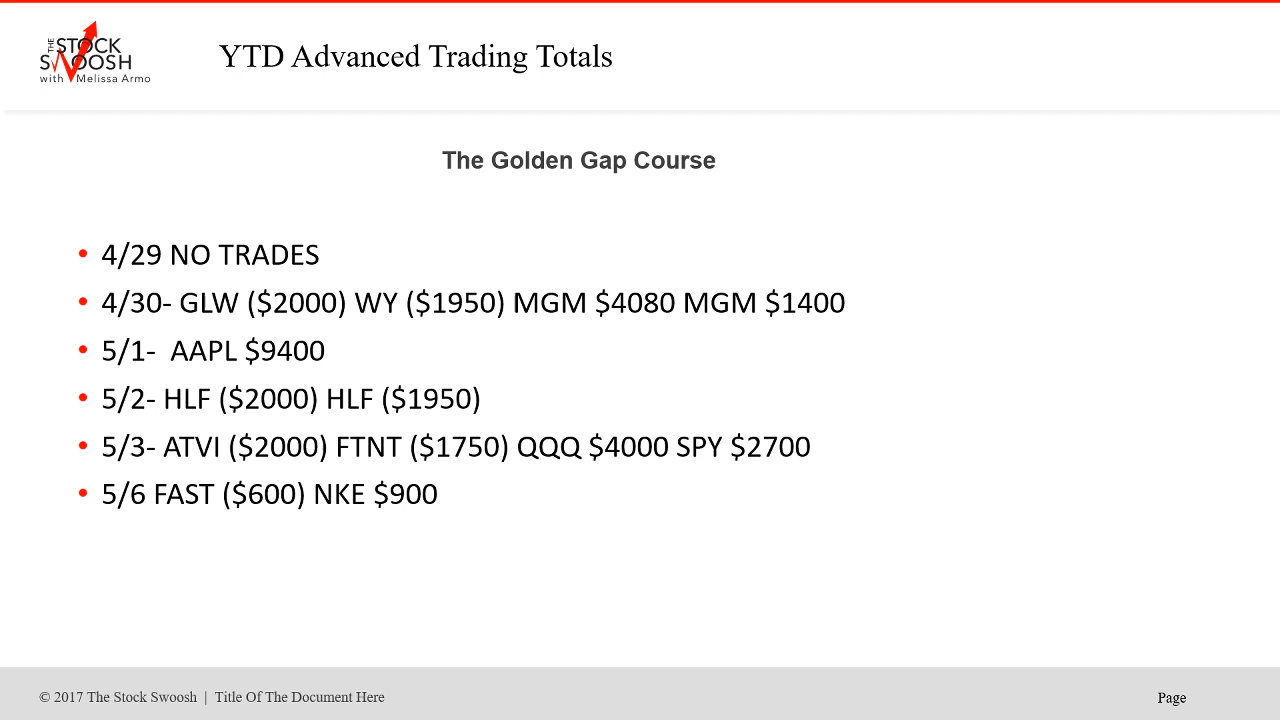 THE
STOCK
SWOOSH
with Melissa Armo
YTD Advanced Trading Totals
The Golden Gap Course
• 4/29 NO TRADES
• 4/30- GLW ($2000) WY ($1950) MGM $4080 MGM $1400
• 5/1-  AAPL $9400
• 5/2- HLF ($2000) HLF ($1950)
• 5/3- ATVI ($2000) FTNT ($1750) QQQ $4000 SPY $2700
• 5/6 FAST ($600) NKE $900
© 2017 The Stock Swoosh | Title Of The Document Here
Page